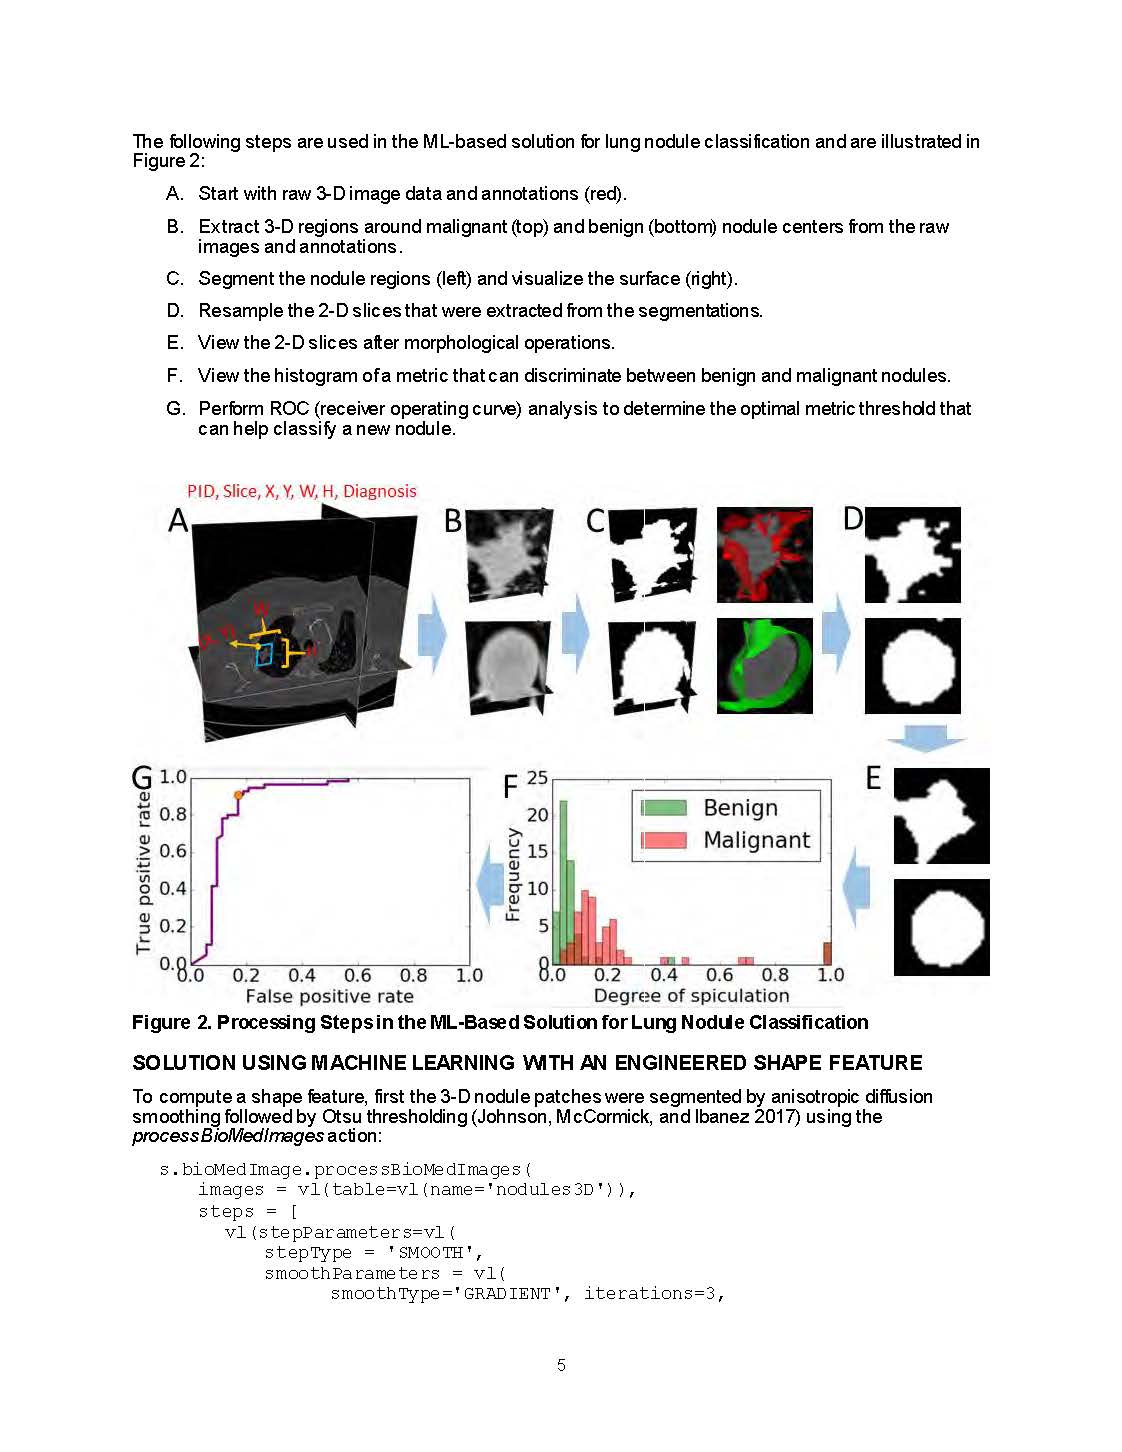 The following steps are used in the ML-based solution for lung nodule classification and are illustrated in
Figure 2:
A. Start with raw 3-D image data and annotations (red).
B. Extract 3-D regions around malignant (top) and benign (bottom) nodule centers from the raw
images and annotations.
C. Segment the nodule regions (left) and visualize the surface (right).
D. Resample the 2-D slices that were extracted from the segmentations.
E. View the 2-D slices after morphological operations.
F. View the histogram of a metric that can discriminate between benign and malignant nodules.
G. Perform ROC (receiver operating curve) analysis to determine the optimal metric threshold that
can help classify a new nodule.
PID, Slice, X, Y, W, H, Diagnosis
A
B
C
D
W
(X, Y)
H
G
1.0
0.8
0.6
0.4
0.2
0.0
True positive rate
0.0 0.2 0.4 0.6 0.8 1.0
False positive rate
F
25
20
15
10
5
0
Frequency
Benign
Malignant
0.0 0.2 0.4 0.6 0.8 1.0
Degree of spiculation
E
Figure 2. Processing Steps in the ML-Based Solution for Lung Nodule Classification
SOLUTION USING MACHINE LEARNING WITH AN ENGINEERED SHAPE FEATURE
To compute a shape feature, first the 3-D nodule patches were segmented by anisotropic diffusion
smoothing followed by Otsu thresholding (Johnson, McCormick, and Ibanez 2017) using the
processBioMedImages action:
s.bioMedImage.processBioMedImages(
images = vl(table=vl(name='nodules3D')),
steps = [
vl(stepParameters=vl(
stepType = 'SMOOTH',
smoothParameters = vl(
smoothType='GRADIENT', iterations=3,
5